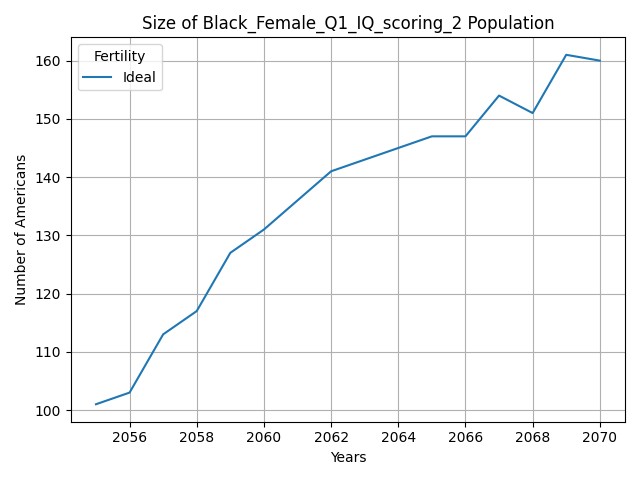 Size of Black_Female_Q1_IQ_scoring_2 Population
Fertility
Ideal
160
150
140
130
120
110
100
Number of Americans
2056 2058 2060 2062 2064 2066 2068 2070
Years